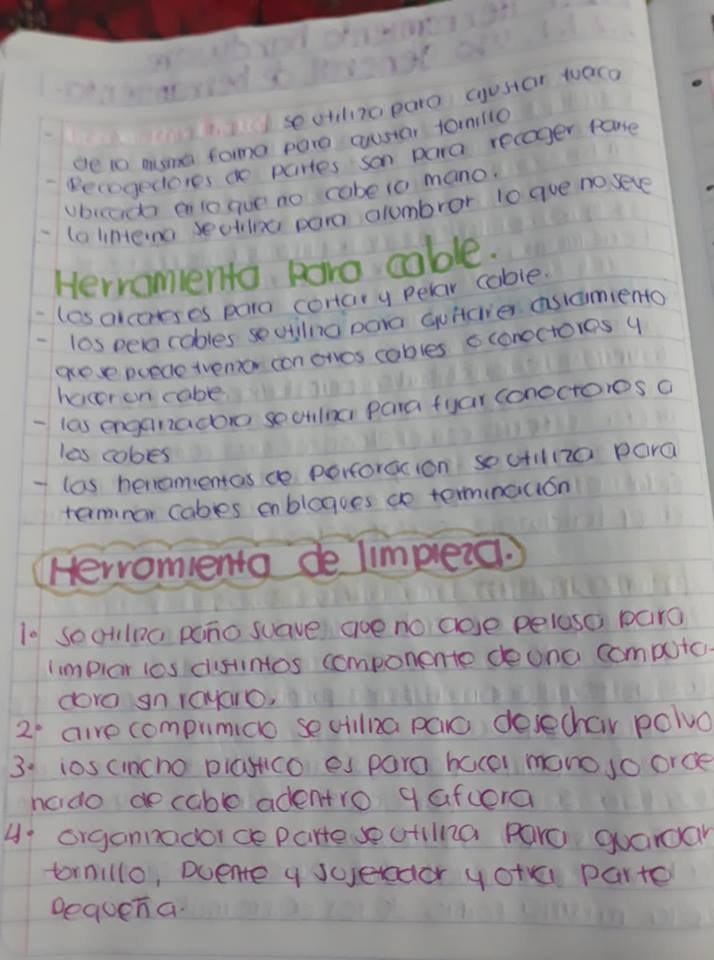 - se utiliza para ajustar tuaca
de la misma forma para ajustar tornillo
- Recogedores de partes son para recoger parte
ubicada en lo que no cabe la mano.
- la linterna se utiliza para alumbrar lo que no se ve
Herramienta para cable.
- Los es para cortar y pelar cable.
- los pela cables se utiliza para quitar el aislamiento
que se puede con otros cables o conectores y
hacer un cable
- las engarzadora se utiliza para fijar conectores a
los cables
- las herramientas de perforación se utiliza para
terminar cables en bloques de terminación
Herramienta de limpieza.
1. se utiliza paño suave que no deje pelusa para
limpiar los distintos componente de una computa-
dora sin rayarlo.
2. aire comprimido se utiliza para desechar polvo
3. los cincho plástico es para hacer manojo orde
nado de cable adentro y afuera
4. organizador de parte se utiliza para guardar
tornillo, puente y sujetador y otra parte
pequeña.